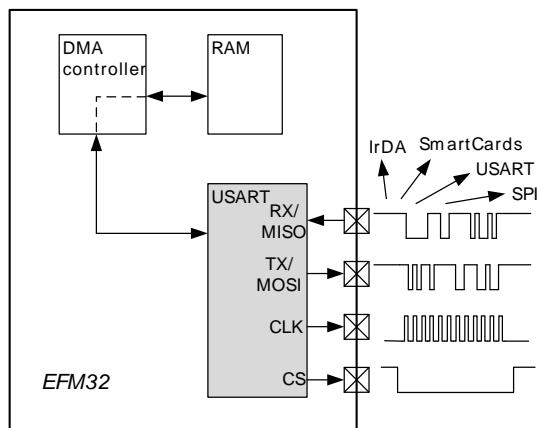 DMA
controller
RAM
IrDA
SmartCards
USART
SPI
USART
RX/
MISO
TX/
MOSI
CLK
CS
EFM32